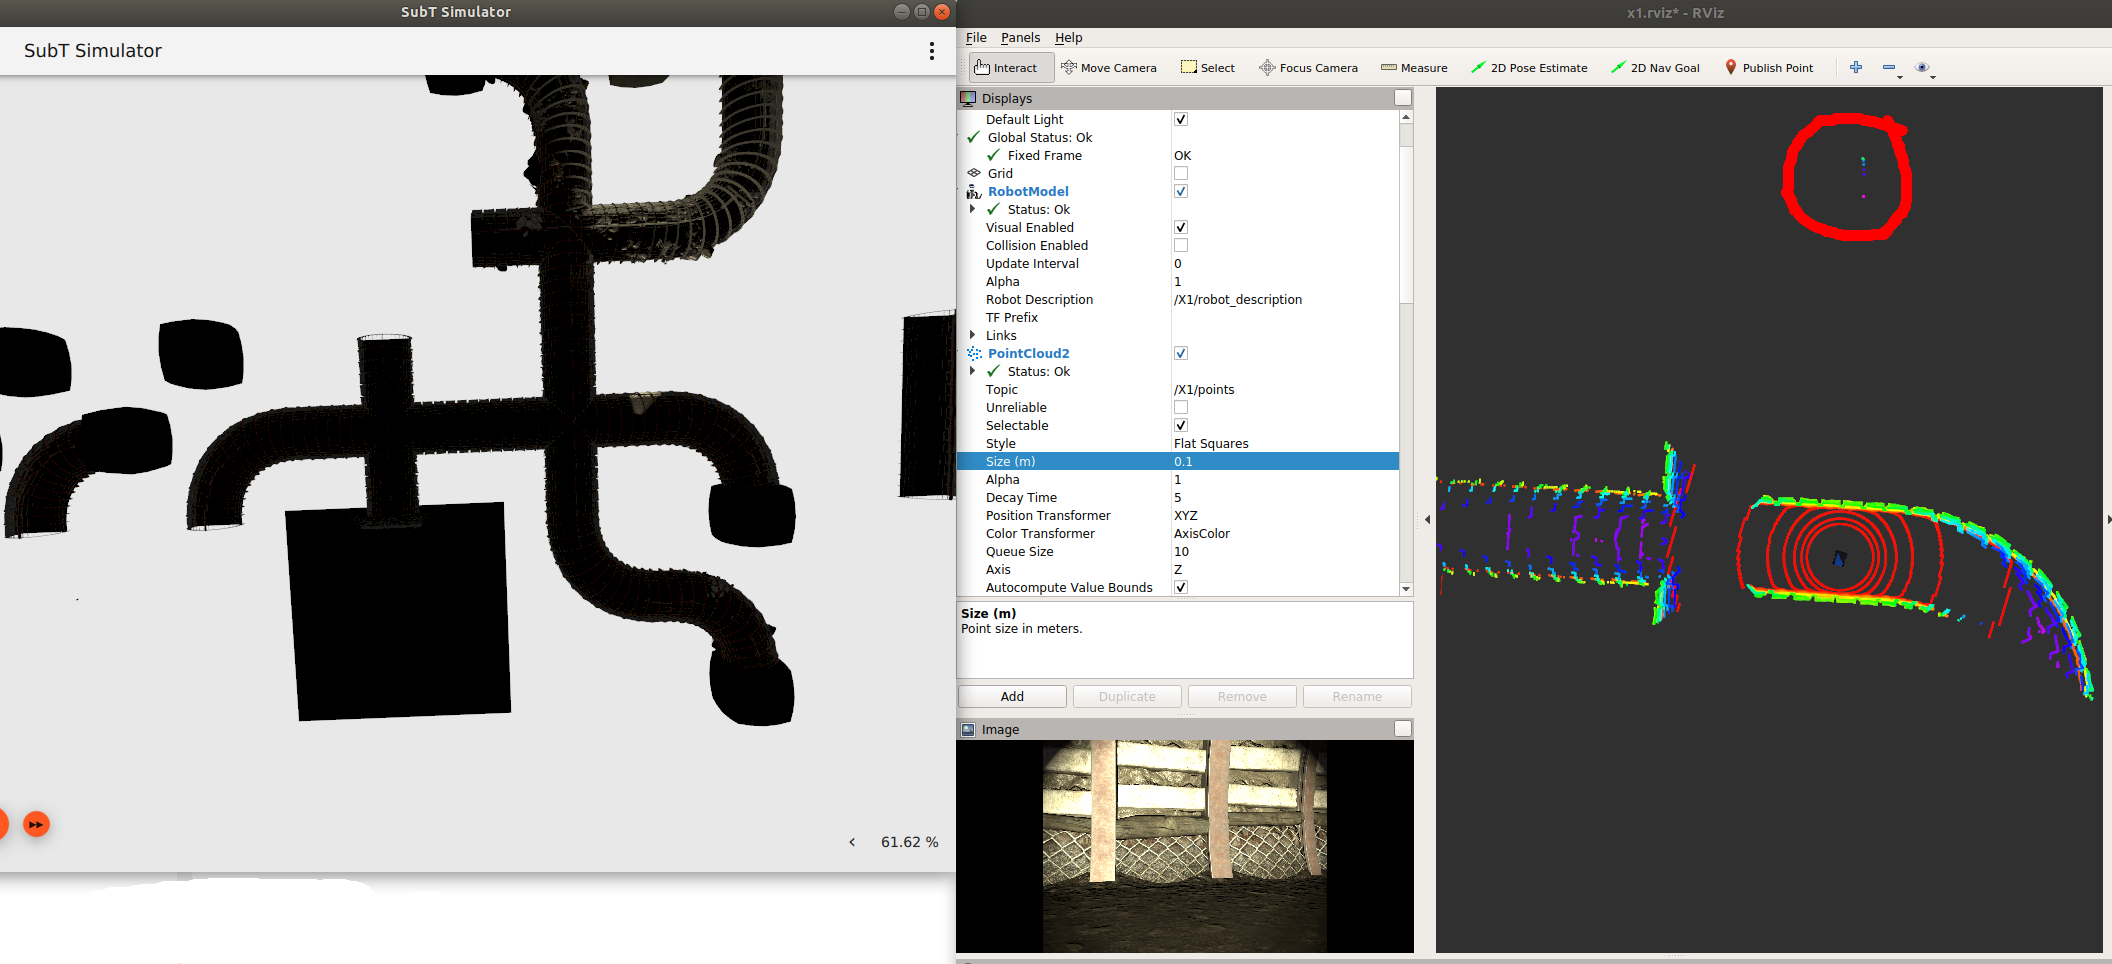 SubT Simulator
SubT Simulator
61.62 %
x1.rviz* - RViz
File Panels Help
Interact Move Camera Select Focus Camera Measure 2D Pose Estimate 2D Nav Goal Publish Point
Displays
Default Light
Global Status: Ok
Fixed Frame OK
Grid
RobotModel
Status: Ok
Visual Enabled
Collision Enabled
Update Interval 0
Alpha 1
Robot Description /X1/robot_description
TF Prefix
Links
PointCloud2
Status: Ok
Topic /X1/points
Unreliable
Selectable
Style Flat Squares
Size (m) 0.1
Alpha 1
Decay Time 5
Position Transformer XYZ
Color Transformer AxisColor
Queue Size 10
Axis Z
Autocompute Value Bounds
Size (m)
Point size in meters.
Add Duplicate Remove Rename
Image